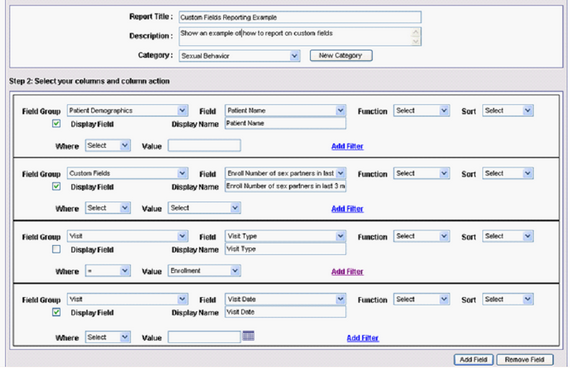 Report Title : Custom Fields Reporting Example
Description : Show an example of how to report on custom fields
Category : Sexual Behavior New Category
Step 2: Select your columns and column action
Field Group Patient Demographics Field Patient Name Function Select Sort Select
Display Field Display Name Patient Name
Where Select Value Add Filter
Field Group Custom Fields Field Enroll Number of sex partners in last Function Select Sort Select
Display Field Display Name Enroll Number of sex partners in last 3 m
Where Select Value Select Add Filter
Field Group Visit Field Visit Type Function Select Sort Select
Display Field Display Name Visit Type
Where = Value Enrollment Add Filter
Field Group Visit Field Visit Date Function Select Sort Select
Display Field Display Name Visit Date
Where Select Value Add Filter
Add Field Remove Field